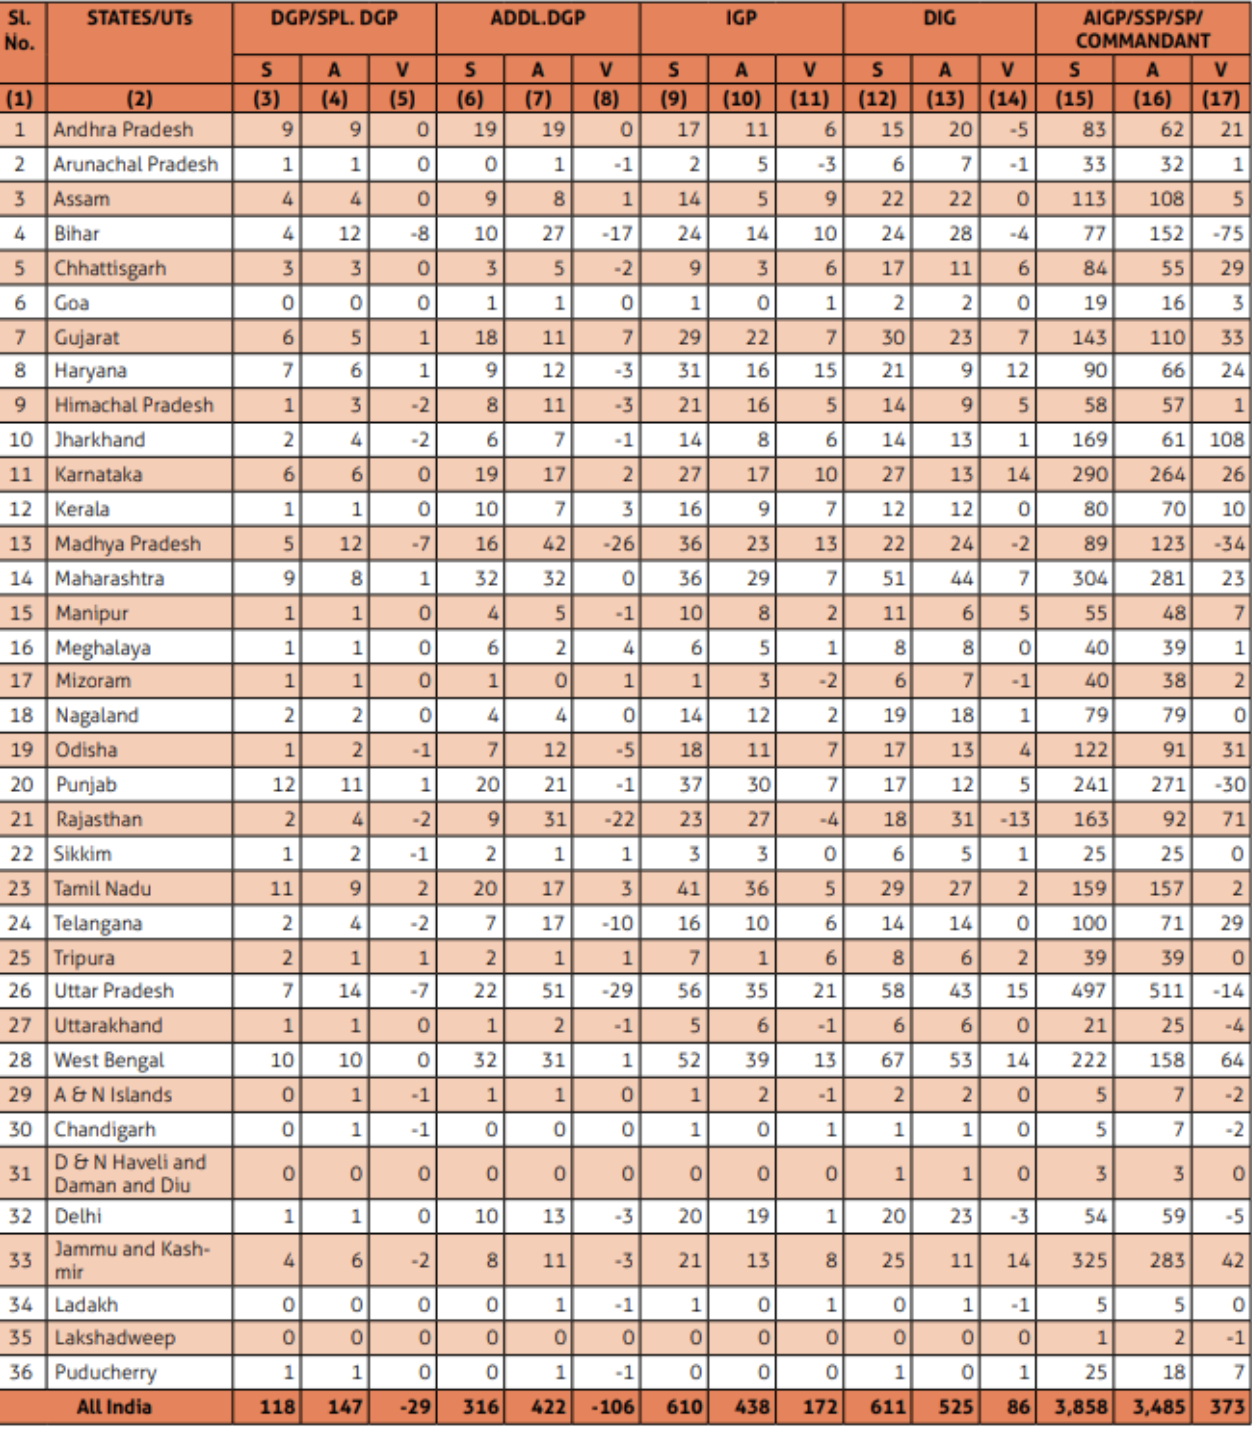 Sl. No. STATES/UTs DGP/SPL. DGP ADDL.DGP IGP DIG AIGP/SSP/SP/ COMMANDANT
S A V S A V S A V S A V S A V
(1) (2) (3) (4) (5) (6) (7) (8) (9) (10) (11) (12) (13) (14) (15) (16) (17)
1 Andhra Pradesh 9 9 0 19 19 0 17 11 6 15 20 -5 83 62 21
2 Arunachal Pradesh 1 1 0 0 1 -1 2 5 -3 6 7 -1 33 32 1
3 Assam 4 4 0 9 8 1 14 5 9 22 22 0 113 108 5
4 Bihar 4 12 -8 10 27 -17 24 14 10 24 28 -4 77 152 -75
5 Chhattisgarh 3 3 0 3 5 -2 9 3 6 17 11 6 84 55 29
6 Goa 0 0 0 1 1 0 1 0 1 2 2 0 19 16 3
7 Gujarat 6 5 1 18 11 7 29 22 7 30 23 7 143 110 33
8 Haryana 7 6 1 9 12 -3 31 16 15 21 9 12 90 66 24
9 Himachal Pradesh 1 3 -2 8 11 -3 21 16 5 14 9 5 58 57 1
10 Jharkhand 2 4 -2 6 7 -1 14 8 6 14 13 1 169 61 108
11 Karnataka 6 6 0 19 17 2 27 17 10 27 13 14 290 264 26
12 Kerala 1 1 0 10 7 3 16 9 7 12 12 0 80 70 10
13 Madhya Pradesh 5 12 -7 16 42 -26 36 23 13 22 24 -2 89 123 -34
14 Maharashtra 9 8 1 32 32 0 36 29 7 51 44 7 304 281 23
15 Manipur 1 1 0 4 5 -1 10 8 2 11 6 5 55 48 7
16 Meghalaya 1 1 0 6 2 4 6 5 1 8 8 0 40 39 1
17 Mizoram 1 1 0 1 0 1 1 3 -2 6 7 -1 40 38 2
18 Nagaland 2 2 0 4 4 0 14 12 2 19 18 1 79 79 0
19 Odisha 1 2 -1 7 12 -5 18 11 7 17 13 4 122 91 31
20 Punjab 12 11 1 20 21 -1 37 30 7 17 12 5 241 271 -30
21 Rajasthan 2 4 -2 9 31 -22 23 27 -4 18 31 -13 163 92 71
22 Sikkim 1 2 -1 2 1 1 3 3 0 6 5 1 25 25 0
23 Tamil Nadu 11 9 2 20 17 3 41 36 5 29 27 2 159 157 2
24 Telangana 2 4 -2 7 17 -10 16 10 6 14 14 0 100 71 29
25 Tripura 2 1 1 2 1 1 7 1 6 8 6 2 39 39 0
26 Uttar Pradesh 7 14 -7 22 51 -29 56 35 21 58 43 15 497 511 -14
27 Uttarakhand 1 1 0 1 2 -1 5 6 -1 6 6 0 21 25 -4
28 West Bengal 10 10 0 32 31 1 52 39 13 67 53 14 222 158 64
29 A & N Islands 0 1 -1 1 1 0 1 2 -1 2 2 0 5 7 -2
30 Chandigarh 0 1 -1 0 0 0 1 0 1 1 1 0 5 7 -2
31 D & N Haveli and Daman and Diu 0 0 0 0 0 0 0 0 0 1 1 0 3 3 0
32 Delhi 1 1 0 10 13 -3 20 19 1 20 23 -3 54 59 -5
33 Jammu and Kash- mir 4 6 -2 8 11 -3 21 13 8 25 11 14 325 283 42
34 Ladakh 0 0 0 0 1 -1 1 0 1 0 1 -1 5 5 0
35 Lakshadweep 0 0 0 0 0 0 0 0 0 0 0 0 1 2 -1
36 Puducherry 1 1 0 0 1 -1 0 0 0 1 0 1 25 18 7
All India 118 147 -29 316 422 -106 610 438 172 611 525 86 3,858 3,485 373